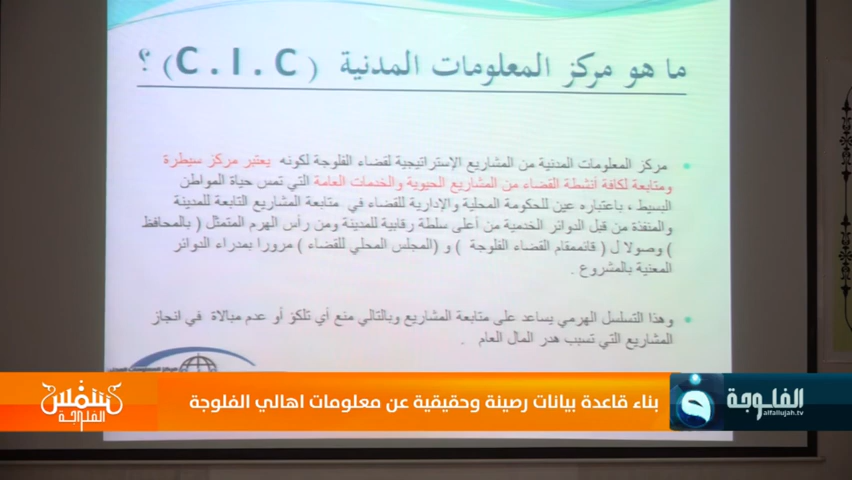 ما هو مركز المعلومات المدنية (C.I.C) ؟
مركز المعلومات المدنية من المشاريع الإستراتيجية لقضاء الفلوجة لكونه يعتبر مركز سيطرة
ومتابعة لكافة أنشطة القضاء من المشاريع الحيوية والخدمات العامة التي تمس حياة المواطن
البسيط ، باعتباره عين للحكومة المحلية والإدارية للقضاء في متابعة المشاريع التابعة للمدينة
والمنفذة من قبل الدوائر الخدمية من أعلى سلطة رقابية للمدينة ومن رأس الهرم المتمثل ( بالمحافظ
) وصولا ل ( قائممقام القضاء الفلوجة ) و (المجلس المحلي للقضاء ) مرورا بمدراء الدوائر
المعنية بالمشروع .
وهذا التسلسل الهرمي يساعد على متابعة المشاريع وبالتالي منع أي تلكؤ أو عدم مبالاة في انجاز
المشاريع التي تسبب هدر المال العام .
مركز المعلومات المدنية
الفلوجة
alfallujah.tv
بناء قاعدة بيانات رصينة وحقيقية عن معلومات اهالي الفلوجة
شمس
الفلوجة